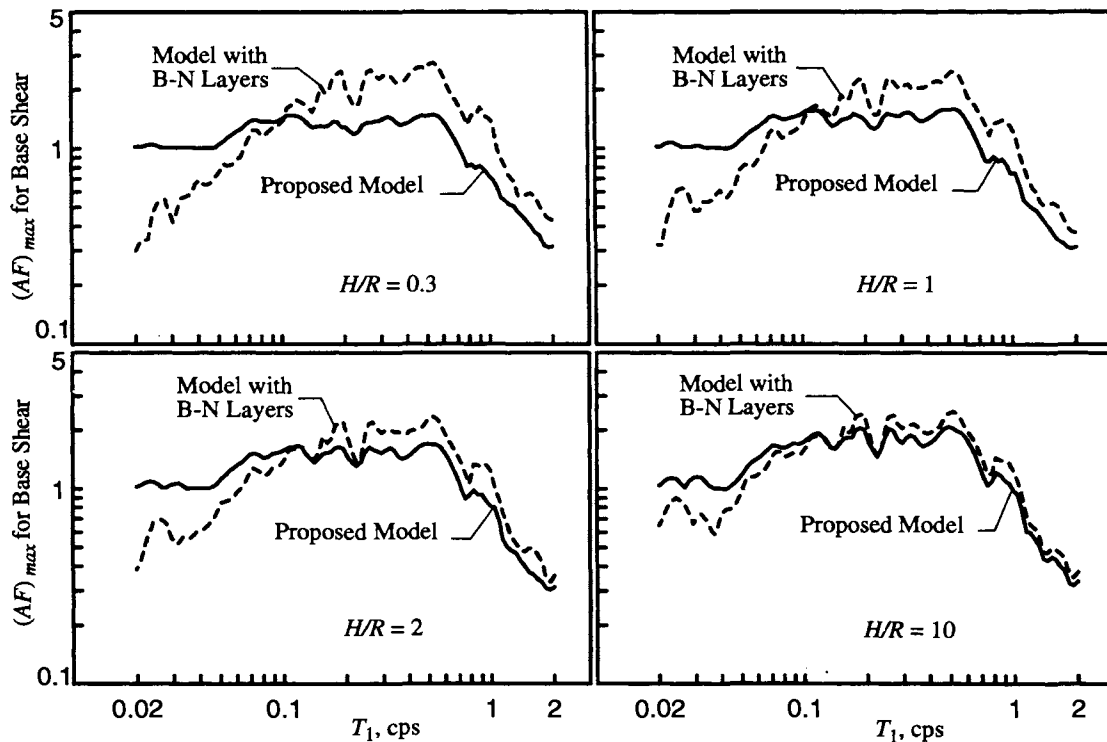 5
1
0.1
(AF) max for Base Shear
Model with
B-N Layers
Proposed Model
H/R = 0.3
Model with
B-N Layers
Proposed Model
H/R = 1
5
1
0.1
(AF) max for Base Shear
Model with
B-N Layers
Proposed Model
H/R = 2
Model with
B-N Layers
Proposed Model
H/R = 10
0.02 0.1 1 2
T1, cps
0.02 0.1 1 2
T1, cps